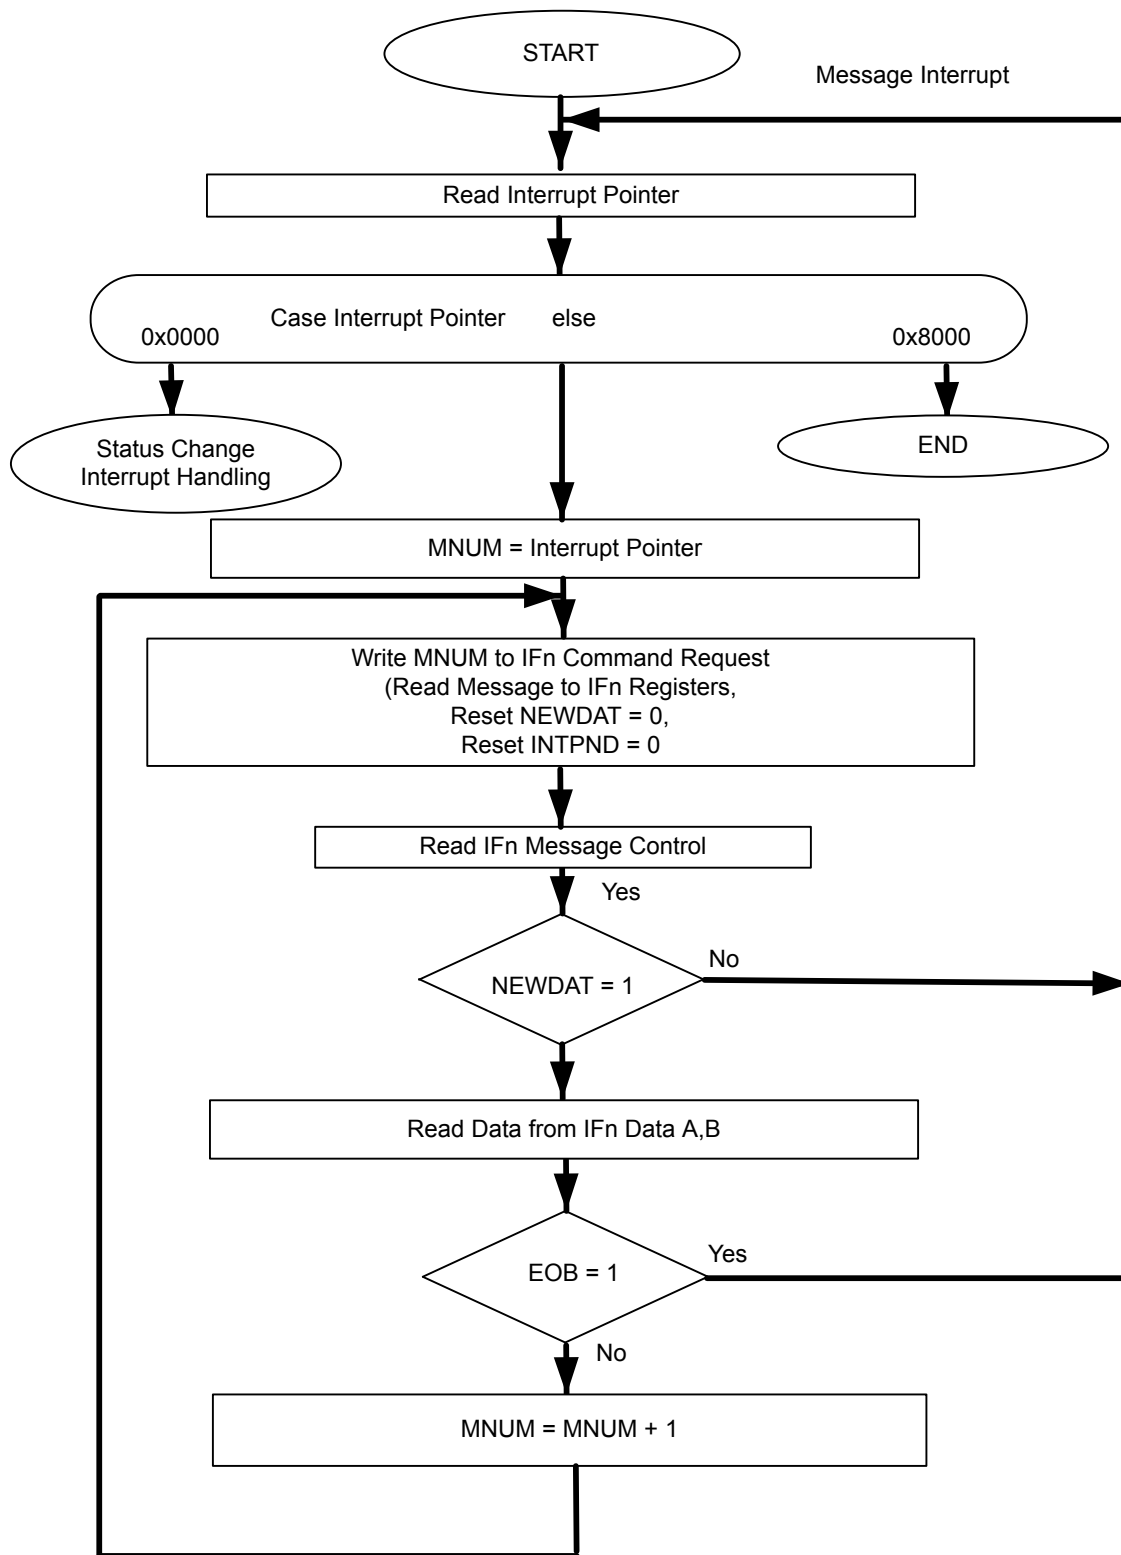 START
Message Interrupt
Read Interrupt Pointer
Case Interrupt Pointer else
0x0000 0x8000
Status Change
Interrupt Handling
END
MNUM = Interrupt Pointer
Write MNUM to IFn Command Request
(Read Message to IFn Registers,
Reset NEWDAT = 0,
Reset INTPND = 0
Read IFn Message Control
Yes
No
NEWDAT = 1
Read Data from IFn Data A,B
Yes
EOB = 1
No
MNUM = MNUM + 1